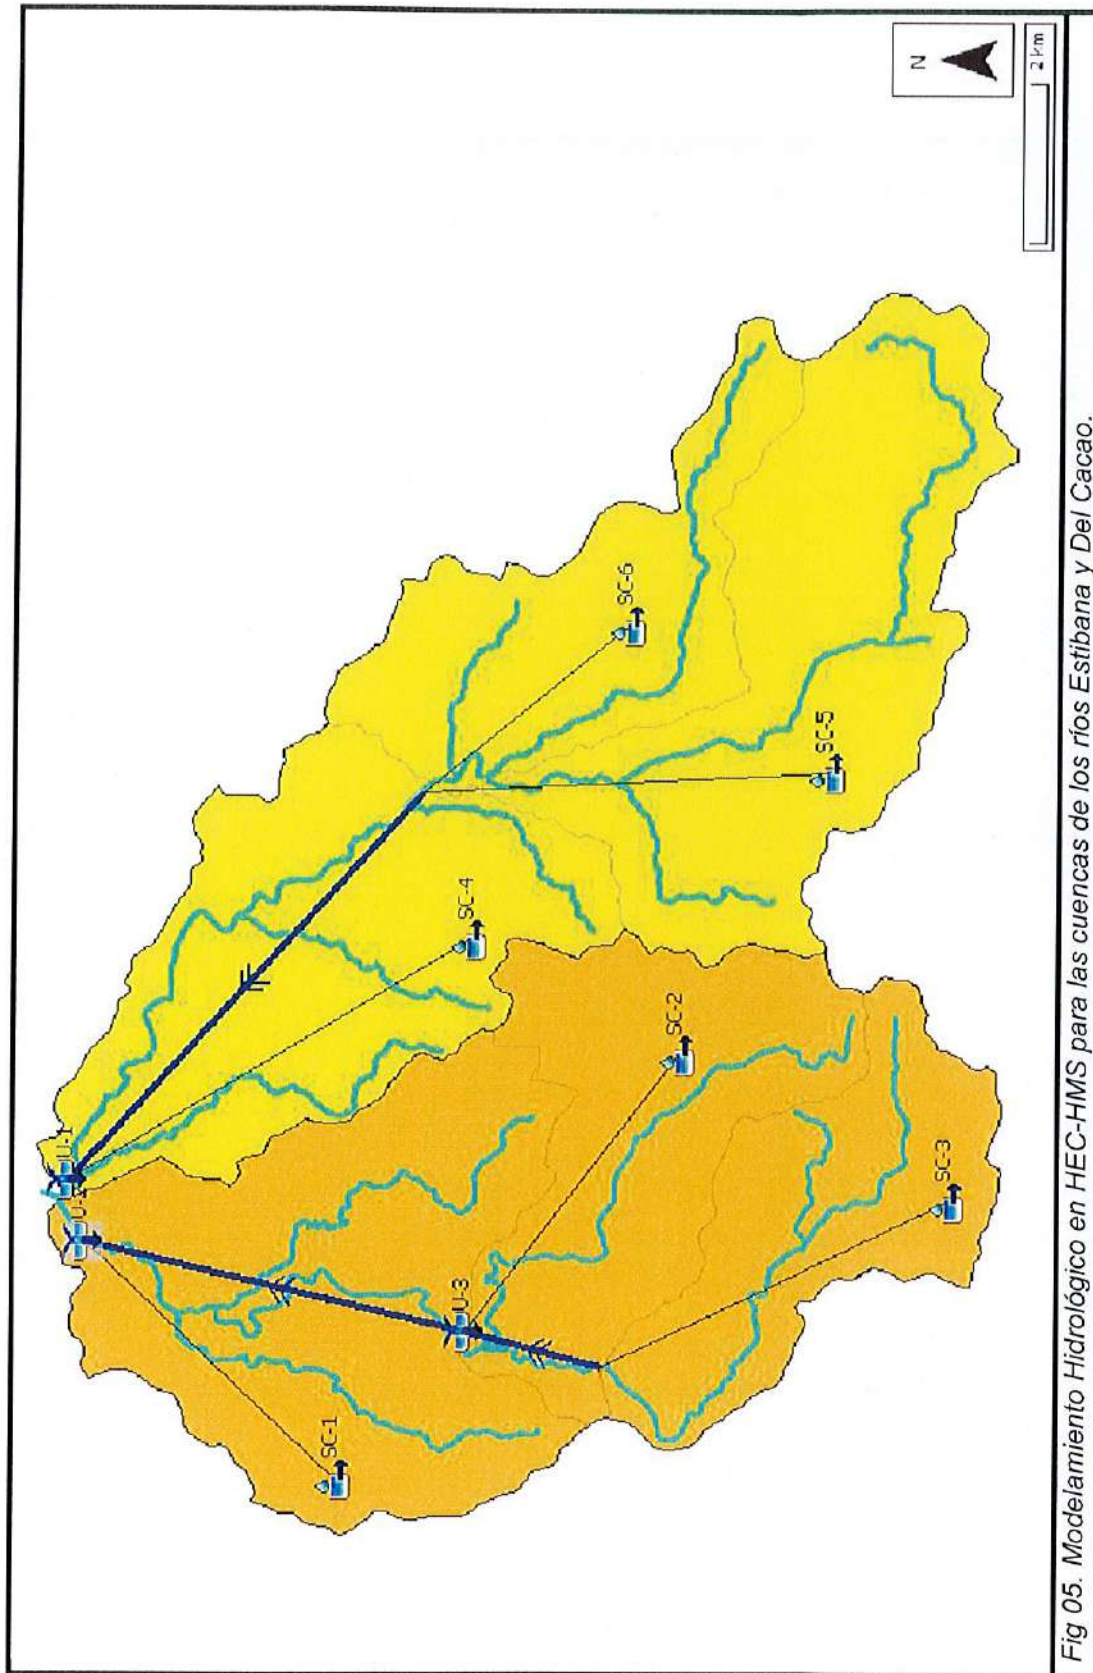 N
2 km
U-1
U-2
SC-6
SC-4
SC-5
SC-2
U-3
SC-1
SC-3
Fig 05. Modelamiento Hidrológico en HEC-HMS para las cuencas de los ríos Estibana y Del Cacao.